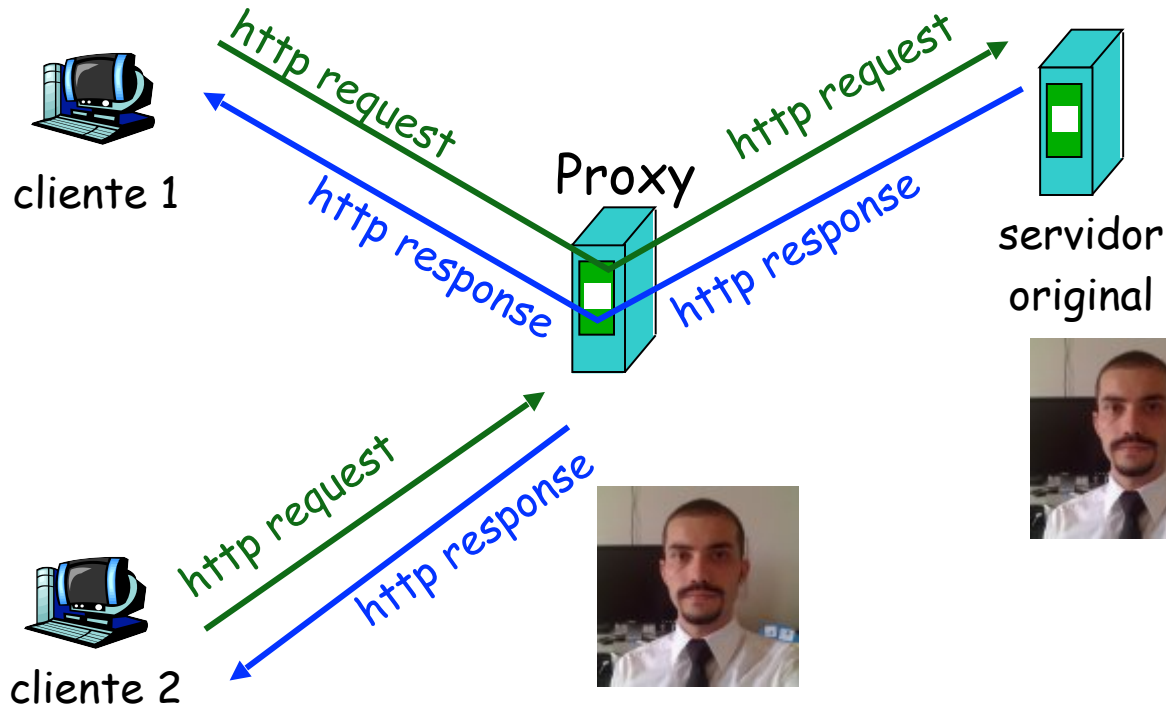 http request
http request
cliente 1
Proxy
http response
http response
servidor
original
http request
http response
cliente 2